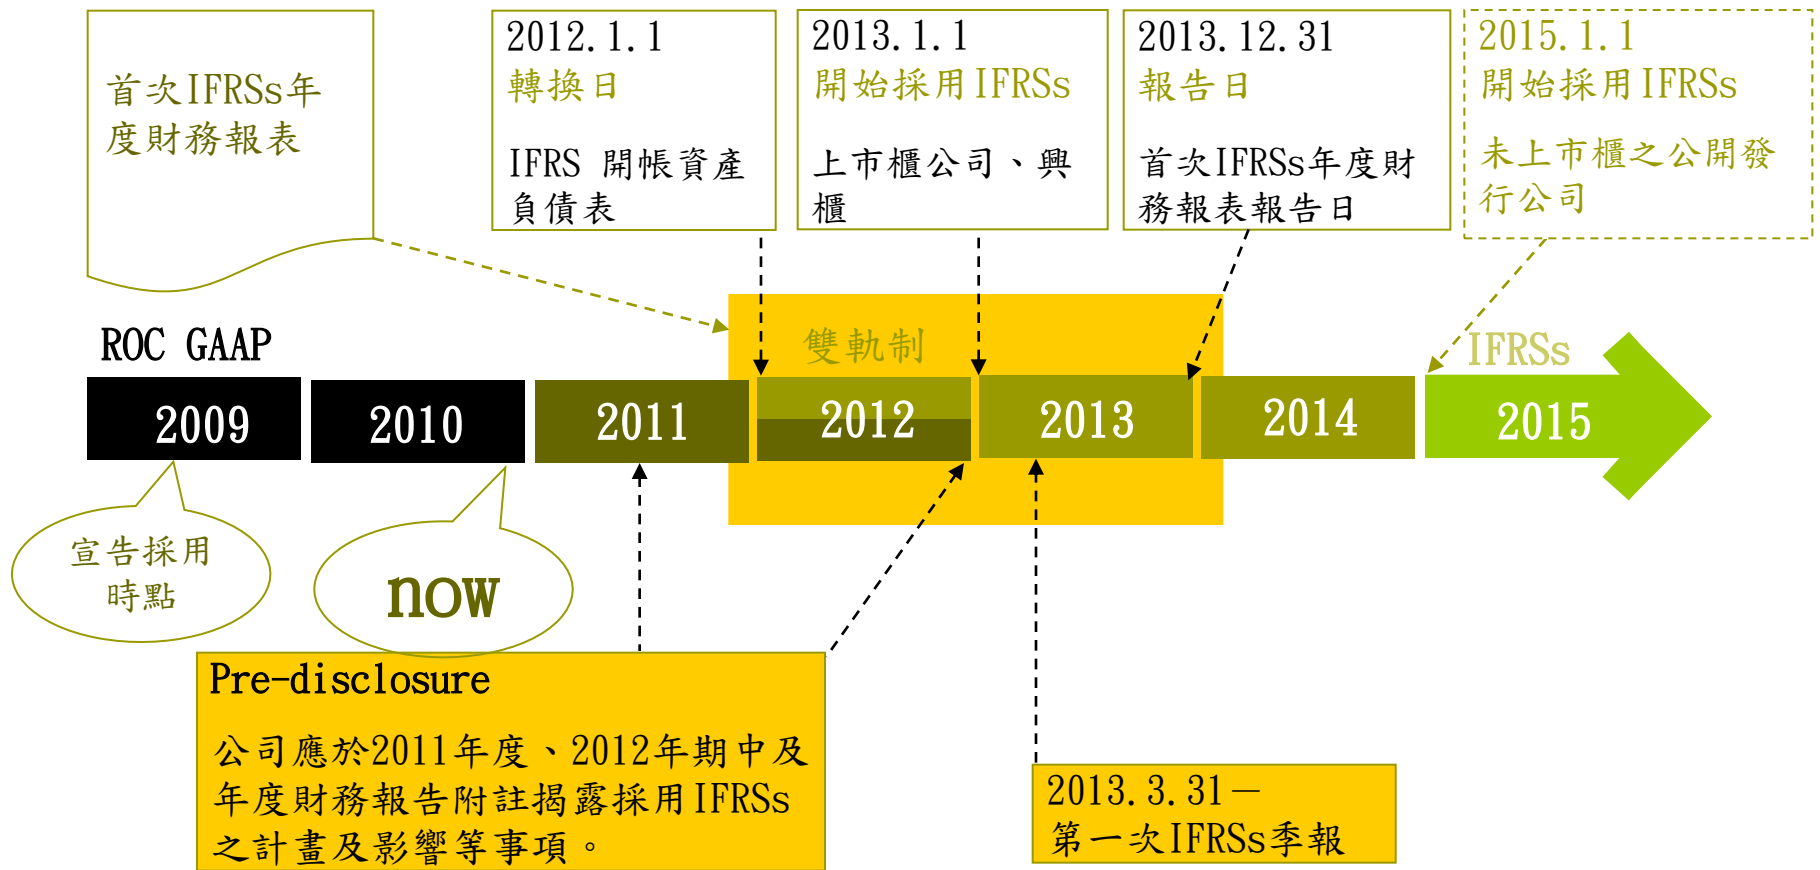 首次IFRSs年
度財務報表
2012.1.1
轉換日
IFRS 開帳資產
負債表
2013.1.1
開始採用IFRSs
上市櫃公司、興
櫃
2013.12.31
報告日
首次IFRSs年度財
務報表報告日
2015.1.1
開始採用IFRSs
未上市櫃之公開發
行公司
ROC GAAP
雙軌制
IFRSs
2009
2010
2011
2012
2013
2014
2015
宣告採用
時點
now
Pre-disclosure
公司應於2011年度、2012年期中及
年度財務報告附註揭露採用IFRSs
之計畫及影響等事項。
2013.3.31－
第一次IFRSs季報